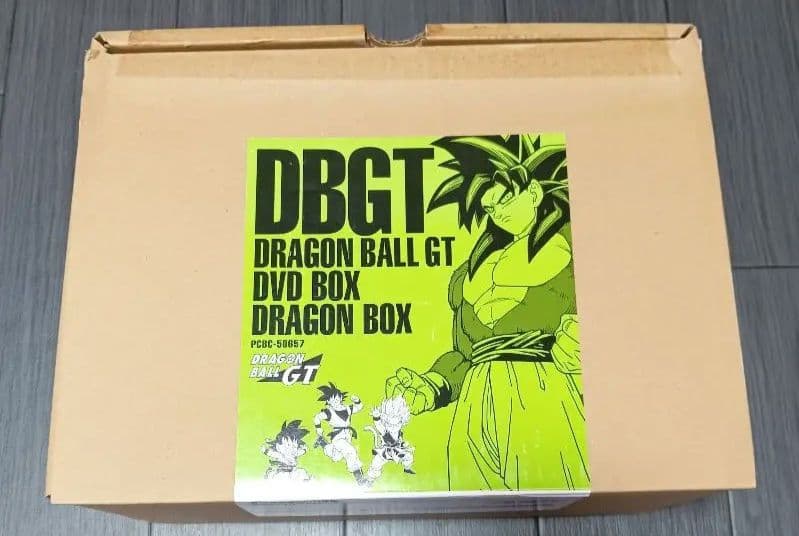 DBGT
DRAGON BALL GT
DVD BOX
DRAGON BOX
PCBC-50657
DRAGON
BALL GT